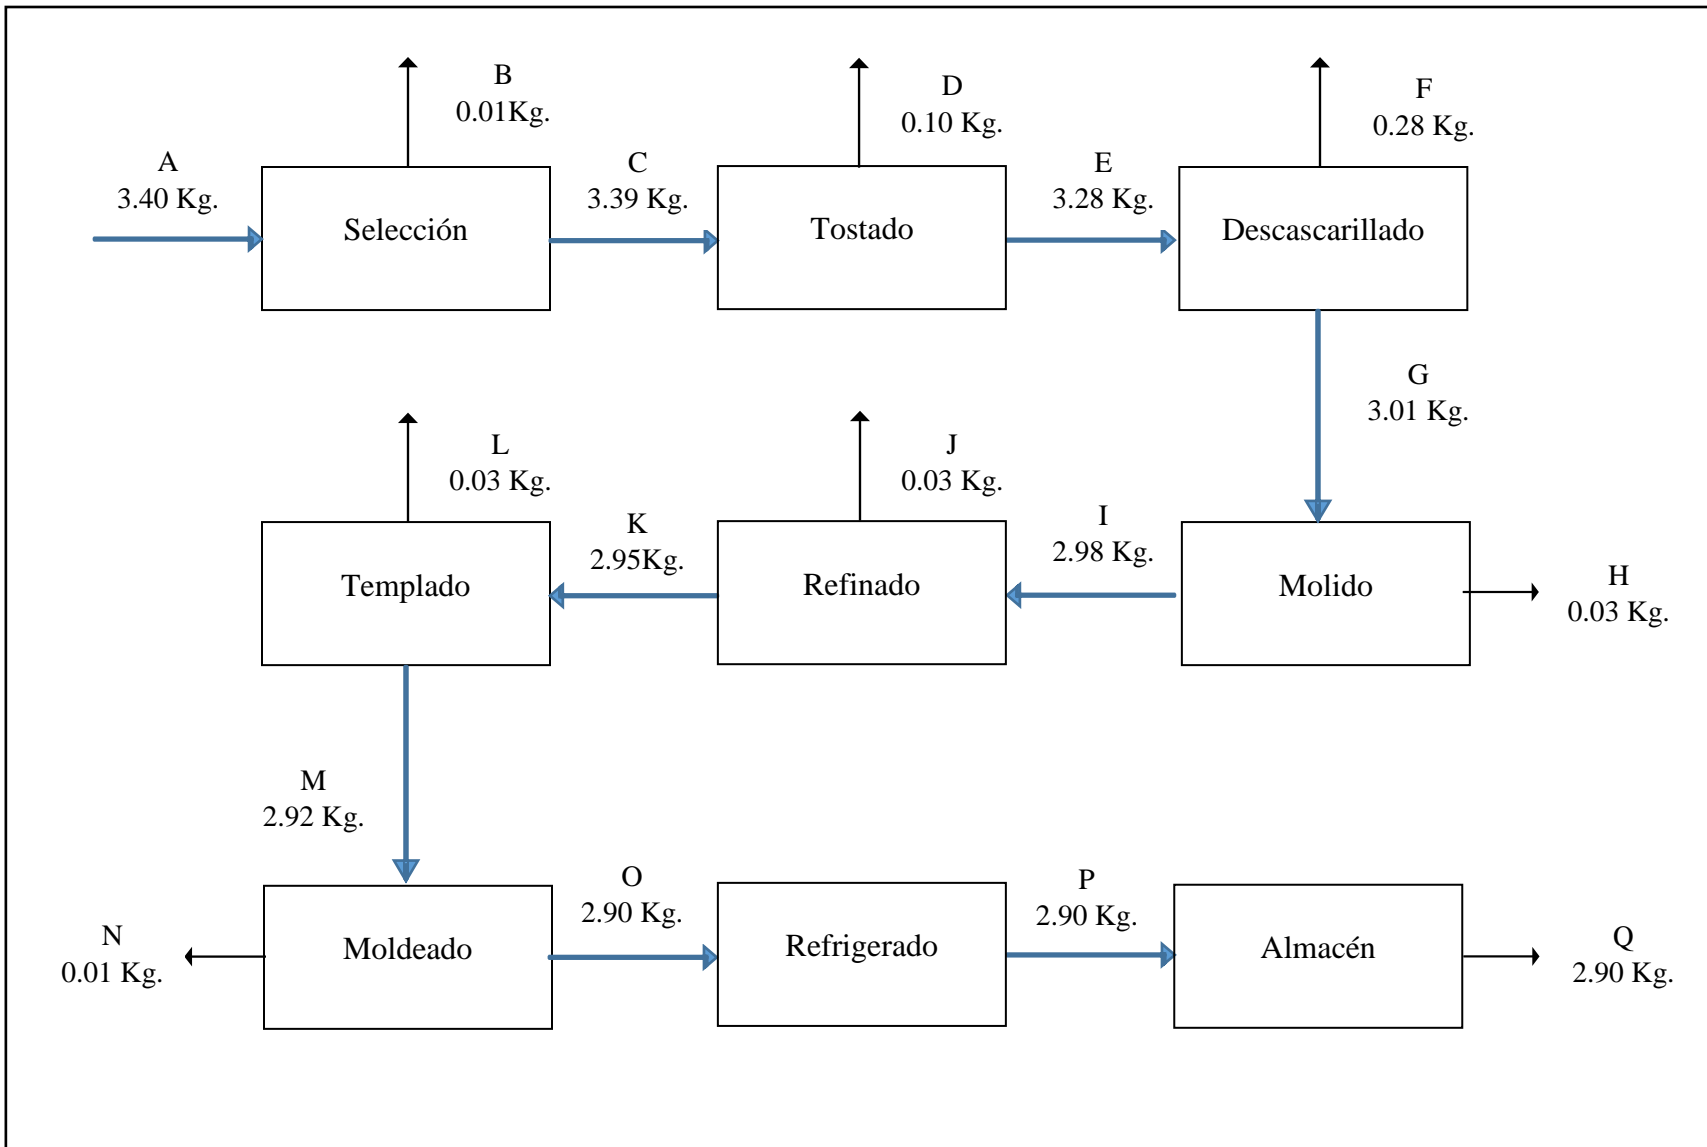 B
0.01Kg.
D
0.10 Kg.
F
0.28 Kg.
A
3.40 Kg.
Selección
C
3.39 Kg.
Tostado
E
3.28 Kg.
Descascarillado
G
3.01 Kg.
L
0.03 Kg.
J
0.03 Kg.
Templado
K
2.95Kg.
Refinado
I
2.98 Kg.
Molido
H
0.03 Kg.
M
2.92 Kg.
N
0.01 Kg.
Moldeado
O
2.90 Kg.
Refrigerado
P
2.90 Kg.
Almacén
Q
2.90 Kg.